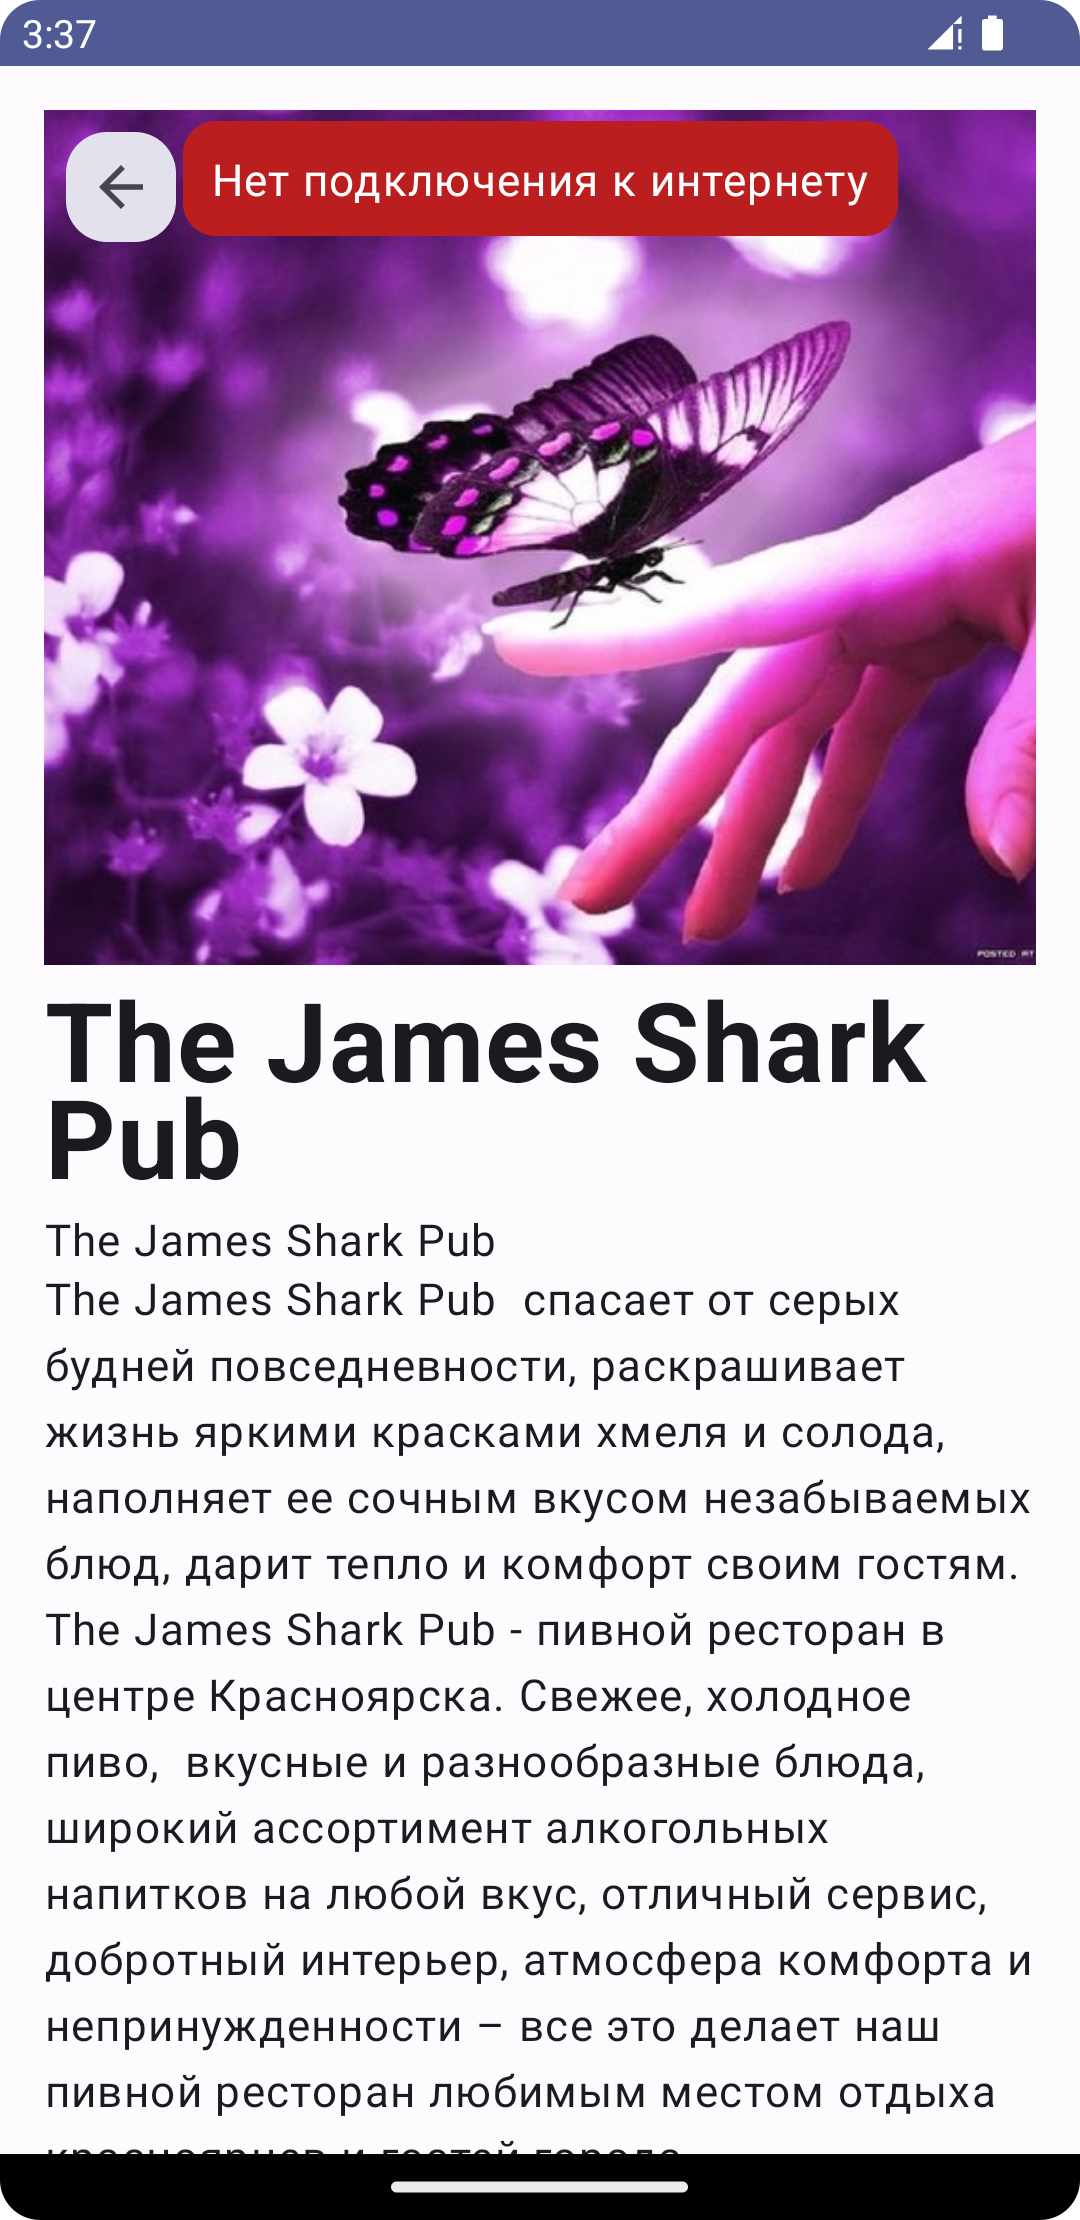 3:37
Нет подключения к интернету
POSTED AT
The James Shark
Pub
The James Shark Pub
The James Shark Pub  спасает от серых
будней повседневности, раскрашивает
жизнь яркими красками хмеля и солода,
наполняет ее сочным вкусом незабываемых
блюд, дарит тепло и комфорт своим гостям.
The James Shark Pub - пивной ресторан в
центре Красноярска. Свежее, холодное
пиво,  вкусные и разнообразные блюда,
широкий ассортимент алкогольных
напитков на любой вкус, отличный сервис,
добротный интерьер, атмосфера комфорта и
непринужденности – все это делает наш
пивной ресторан любимым местом отдыха
красноярцев и гостей города